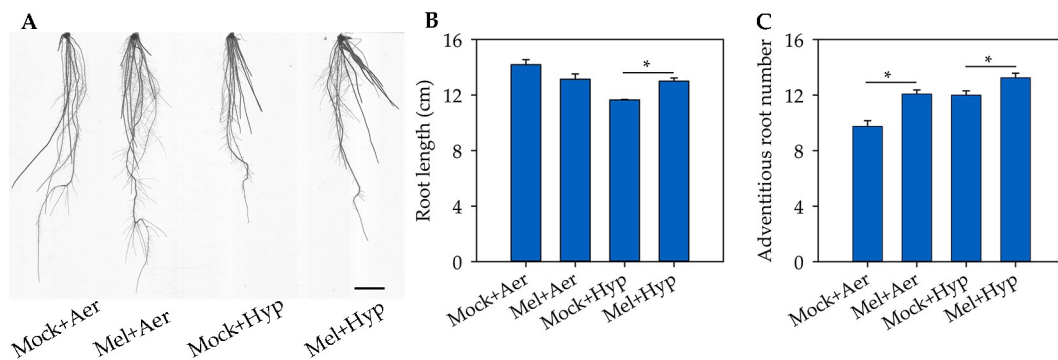 A
Mock+Aer
Mel+Aer
Mock+Hyp
Mel+Hyp
B
Root length (cm)
16
12
8
4
0
*
Mock+Aer
Mel+Aer
Mock+Hyp
Mel+Hyp
C
Adventitious root number
16
12
8
4
0
*
*
Mock+Aer
Mel+Aer
Mock+Hyp
Mel+Hyp